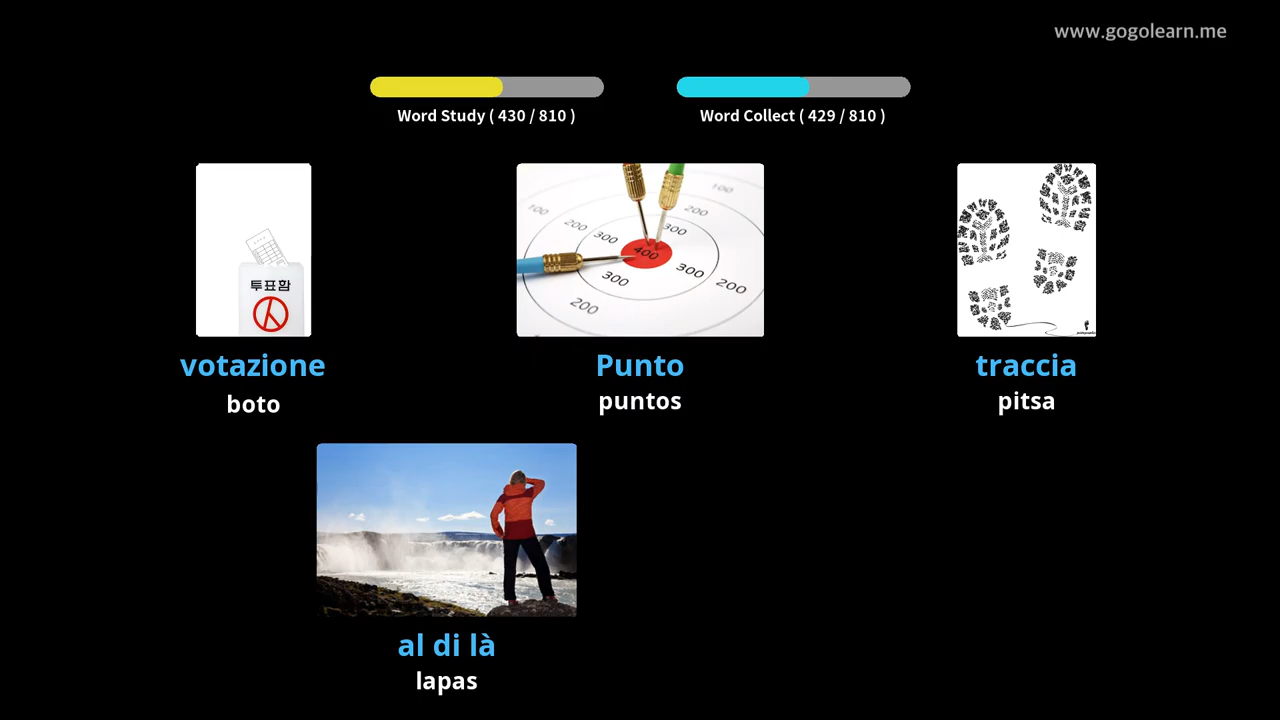 www.gogolearn.me
Word Study ( 430 / 810 )
Word Collect ( 429 / 810 )
투표함
100
100
200
200
300
300
400
300
300
200
200
votazione
Punto
traccia
boto
puntos
pitsa
al di là
lapas